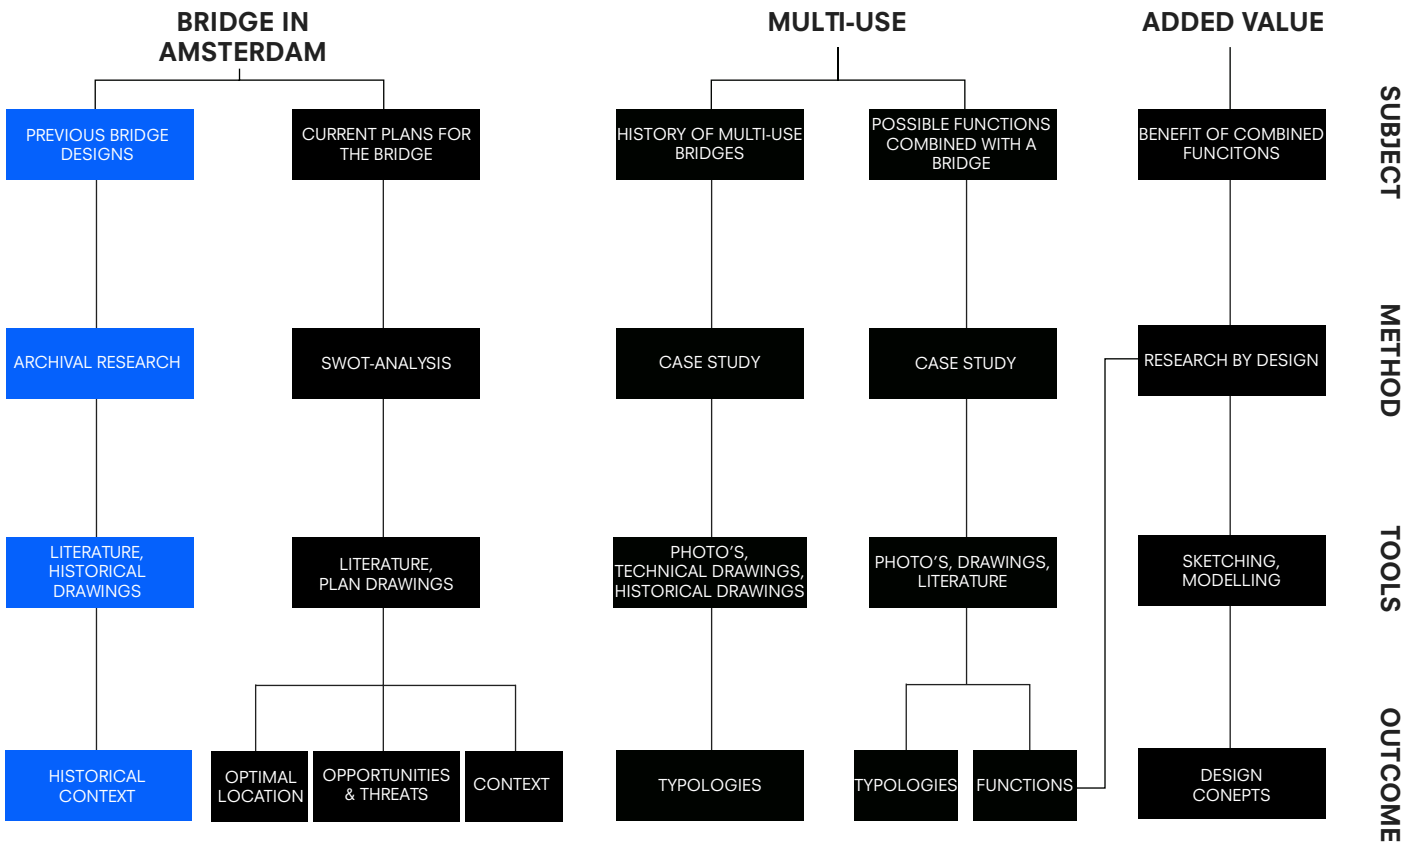 BRIDGE IN
AMSTERDAM
MULTI-USE
ADDED VALUE
SUBJECT
PREVIOUS BRIDGE
DESIGNS
CURRENT PLANS FOR
THE BRIDGE
HISTORY OF MULTI-USE
BRIDGES
POSSIBLE FUNCTIONS
COMBINED WITH A
BRIDGE
BENEFIT OF COMBINED
FUNCITONS
METHOD
ARCHIVAL RESEARCH
SWOT-ANALYSIS
CASE STUDY
CASE STUDY
RESEARCH BY DESIGN
TOOLS
LITERATURE,
HISTORICAL
DRAWINGS
LITERATURE,
PLAN DRAWINGS
PHOTO'S,
TECHNICAL DRAWINGS,
HISTORICAL DRAWINGS
PHOTO'S, DRAWINGS,
LITERATURE
SKETCHING,
MODELLING
OUTCOME
HISTORICAL
CONTEXT
OPTIMAL
LOCATION
OPPORTUNITIES
& THREATS
CONTEXT
TYPOLOGIES
TYPOLOGIES
FUNCTIONS
DESIGN
CONEPTS